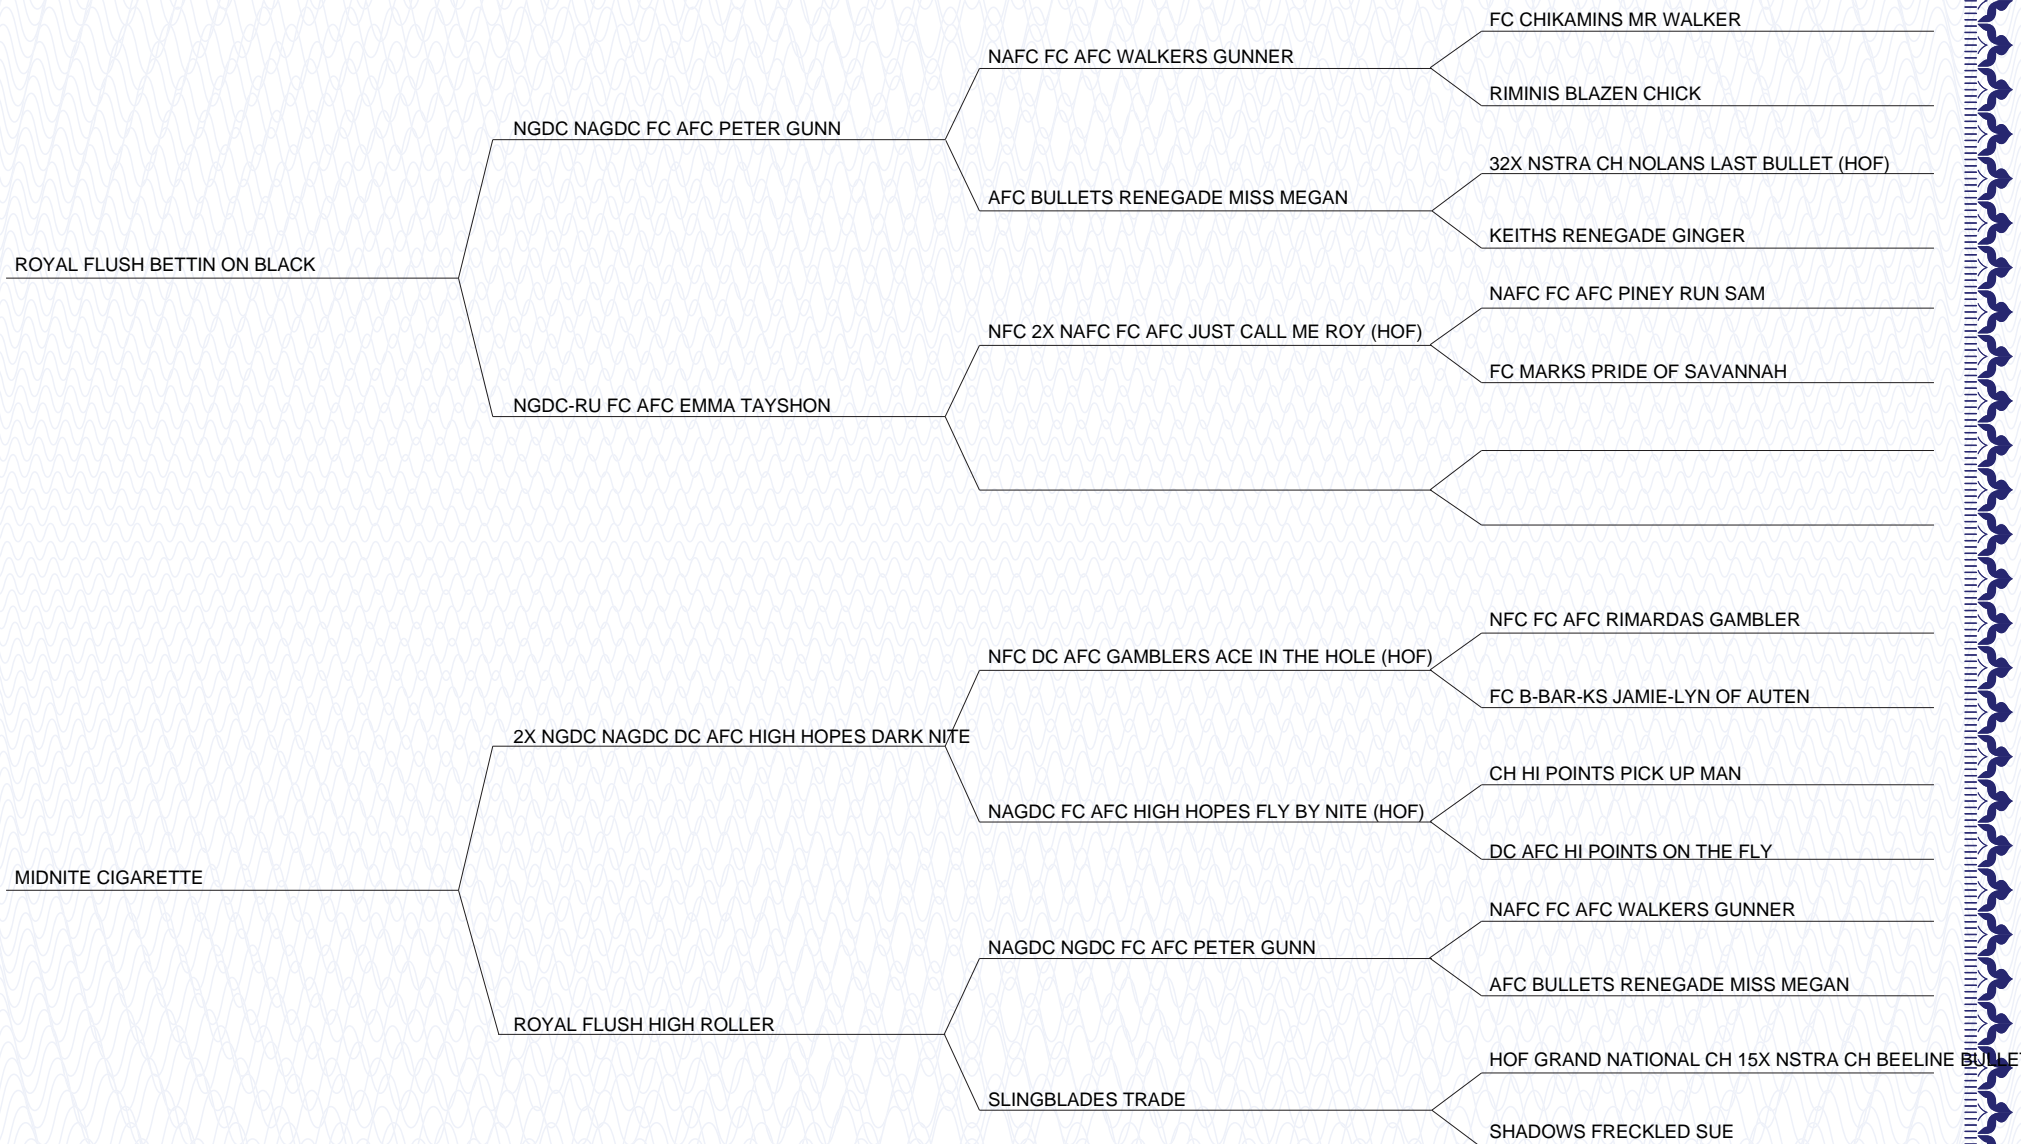 FC CHIKAMINS MR WALKER
NAFC FC AFC WALKERS GUNNER
RIMINIS BLAZEN CHICK
NGDC NAGDC FC AFC PETER GUNN
32X NSTRA CH NOLANS LAST BULLET (HOF)
AFC BULLETS RENEGADE MISS MEGAN
KEITHS RENEGADE GINGER
ROYAL FLUSH BETTIN ON BLACK
NAFC FC AFC PINEY RUN SAM
NFC 2X NAFC FC AFC JUST CALL ME ROY (HOF)
FC MARKS PRIDE OF SAVANNAH
NGDC-RU FC AFC EMMA TAYSHON
NFC FC AFC RIMARDAS GAMBLER
NFC DC AFC GAMBLERS ACE IN THE HOLE (HOF)
FC B-BAR-KS JAMIE-LYN OF AUTEN
2X NGDC NAGDC DC AFC HIGH HOPES DARK NITE
CH HI POINTS PICK UP MAN
NAGDC FC AFC HIGH HOPES FLY BY NITE (HOF)
DC AFC HI POINTS ON THE FLY
MIDNITE CIGARETTE
NAFC FC AFC WALKERS GUNNER
NAGDC NGDC FC AFC PETER GUNN
AFC BULLETS RENEGADE MISS MEGAN
ROYAL FLUSH HIGH ROLLER
HOF GRAND NATIONAL CH 15X NSTRA CH BEELINE BULLET
SLINGBLADES TRADE
SHADOWS FRECKLED SUE